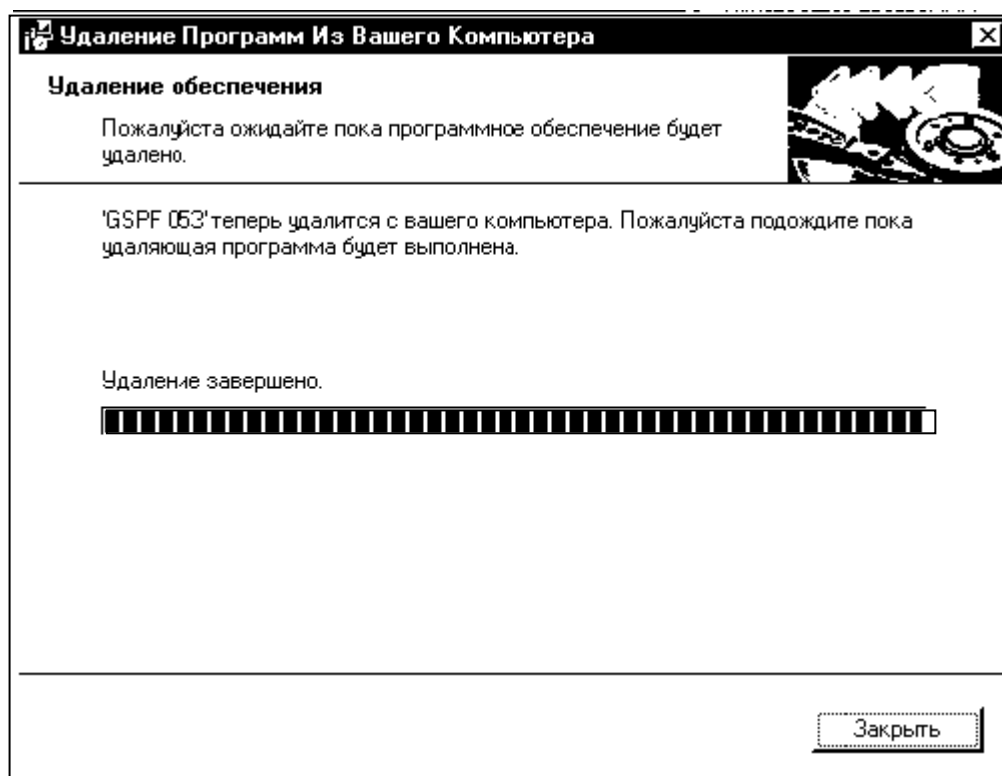 Удаление Программ Из Вашего Компьютера
Удаление обеспечения
Пожалуйста ожидайте пока программное обеспечение будет
удалено.
'GSPF 053' теперь удалится с вашего компьютера. Пожалуйста подождите пока
удаляющая программа будет выполнена.
Удаление завершено.
Закрыть